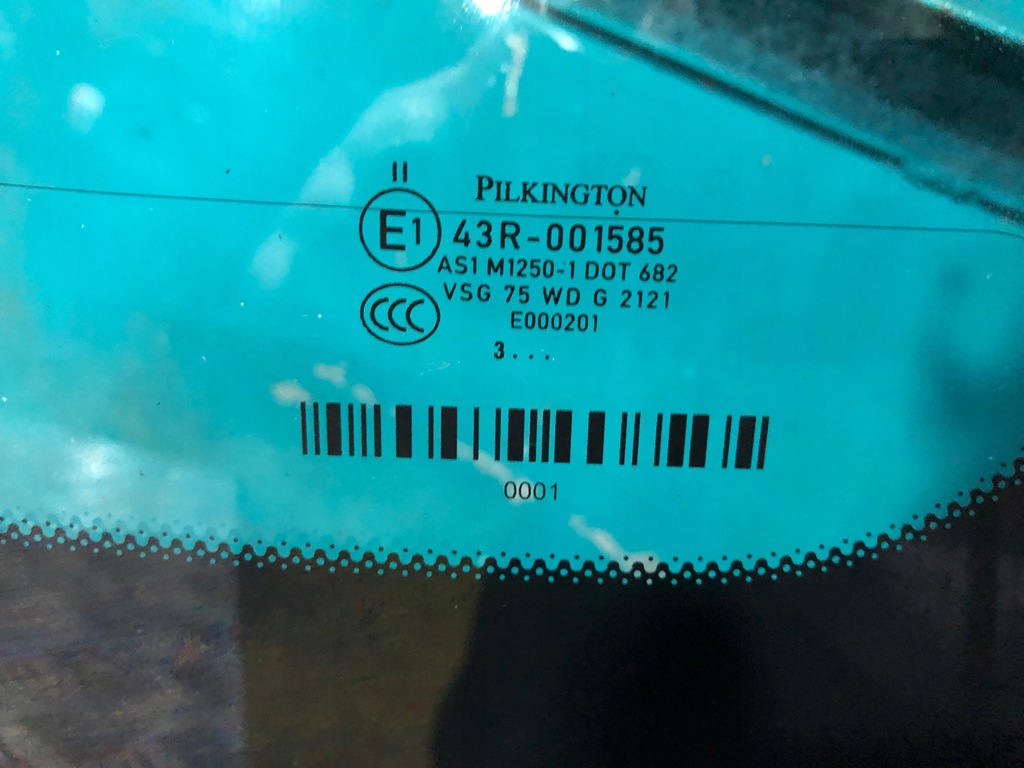 II
PILKINGTON
E1 43R-001585
AS1 M1250-1 DOT 682
CCC VSG 75 WD G 2121
E000201
3...
0001